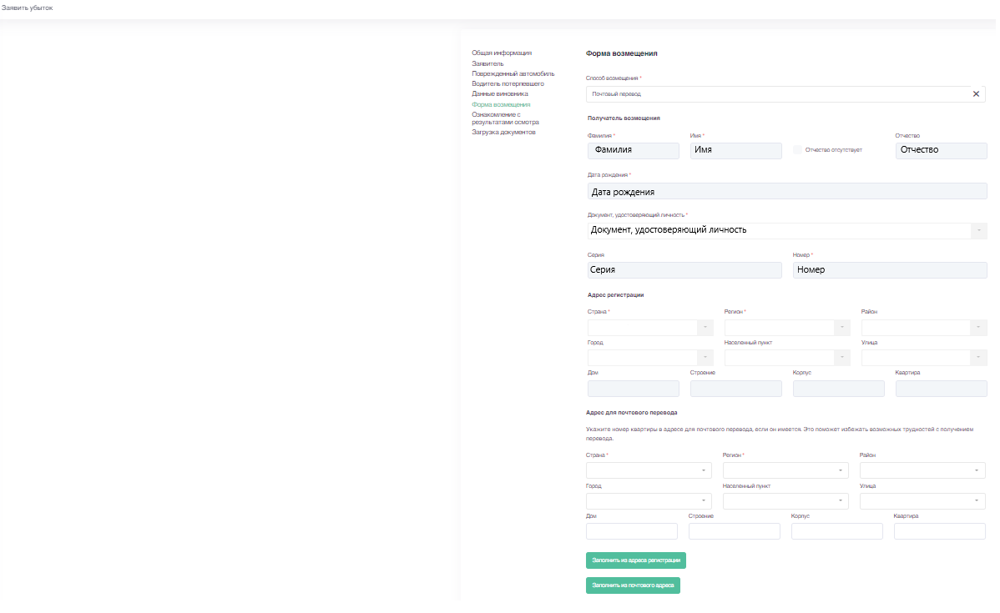 Заявить убыток
Общая информация
Заявитель
Поврежденный автомобиль
Водитель потерпевшего
Данные виновника
Форма возмещения
Ознакомление с
результатами осмотра
Загрузка документов
Форма возмещения
Способ возмещения *
Почтовый перевод
Получатель возмещения
Фамилия * Имя * Отчество
Фамилия Имя Отчество отсутствует Отчество
Дата рождения *
Дата рождения
Документ, удостоверяющий личность *
Документ, удостоверяющий личность
Серия Номер *
Серия Номер
Адрес регистрации
Страна * Регион * Район
Город Населенный пункт Улица
Дом Строение Корпус Квартира
Адрес для почтового перевода
Укажите номер квартиры в адресе для почтового перевода, если он имеется. Это поможет избежать возможных трудностей с получением
перевода.
Страна * Регион * Район
Город Населенный пункт Улица
Дом Строение Корпус Квартира
Заполнить из адреса регистрации
Заполнить из почтового адреса